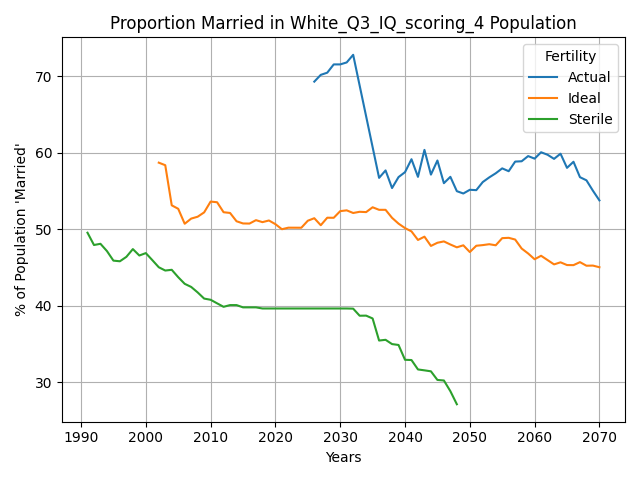 Proportion Married in White_Q3_IQ_scoring_4 Population
Fertility
Actual
Ideal
Sterile
% of Population 'Married'
70
60
50
40
30
1990 2000 2010 2020 2030 2040 2050 2060 2070
Years